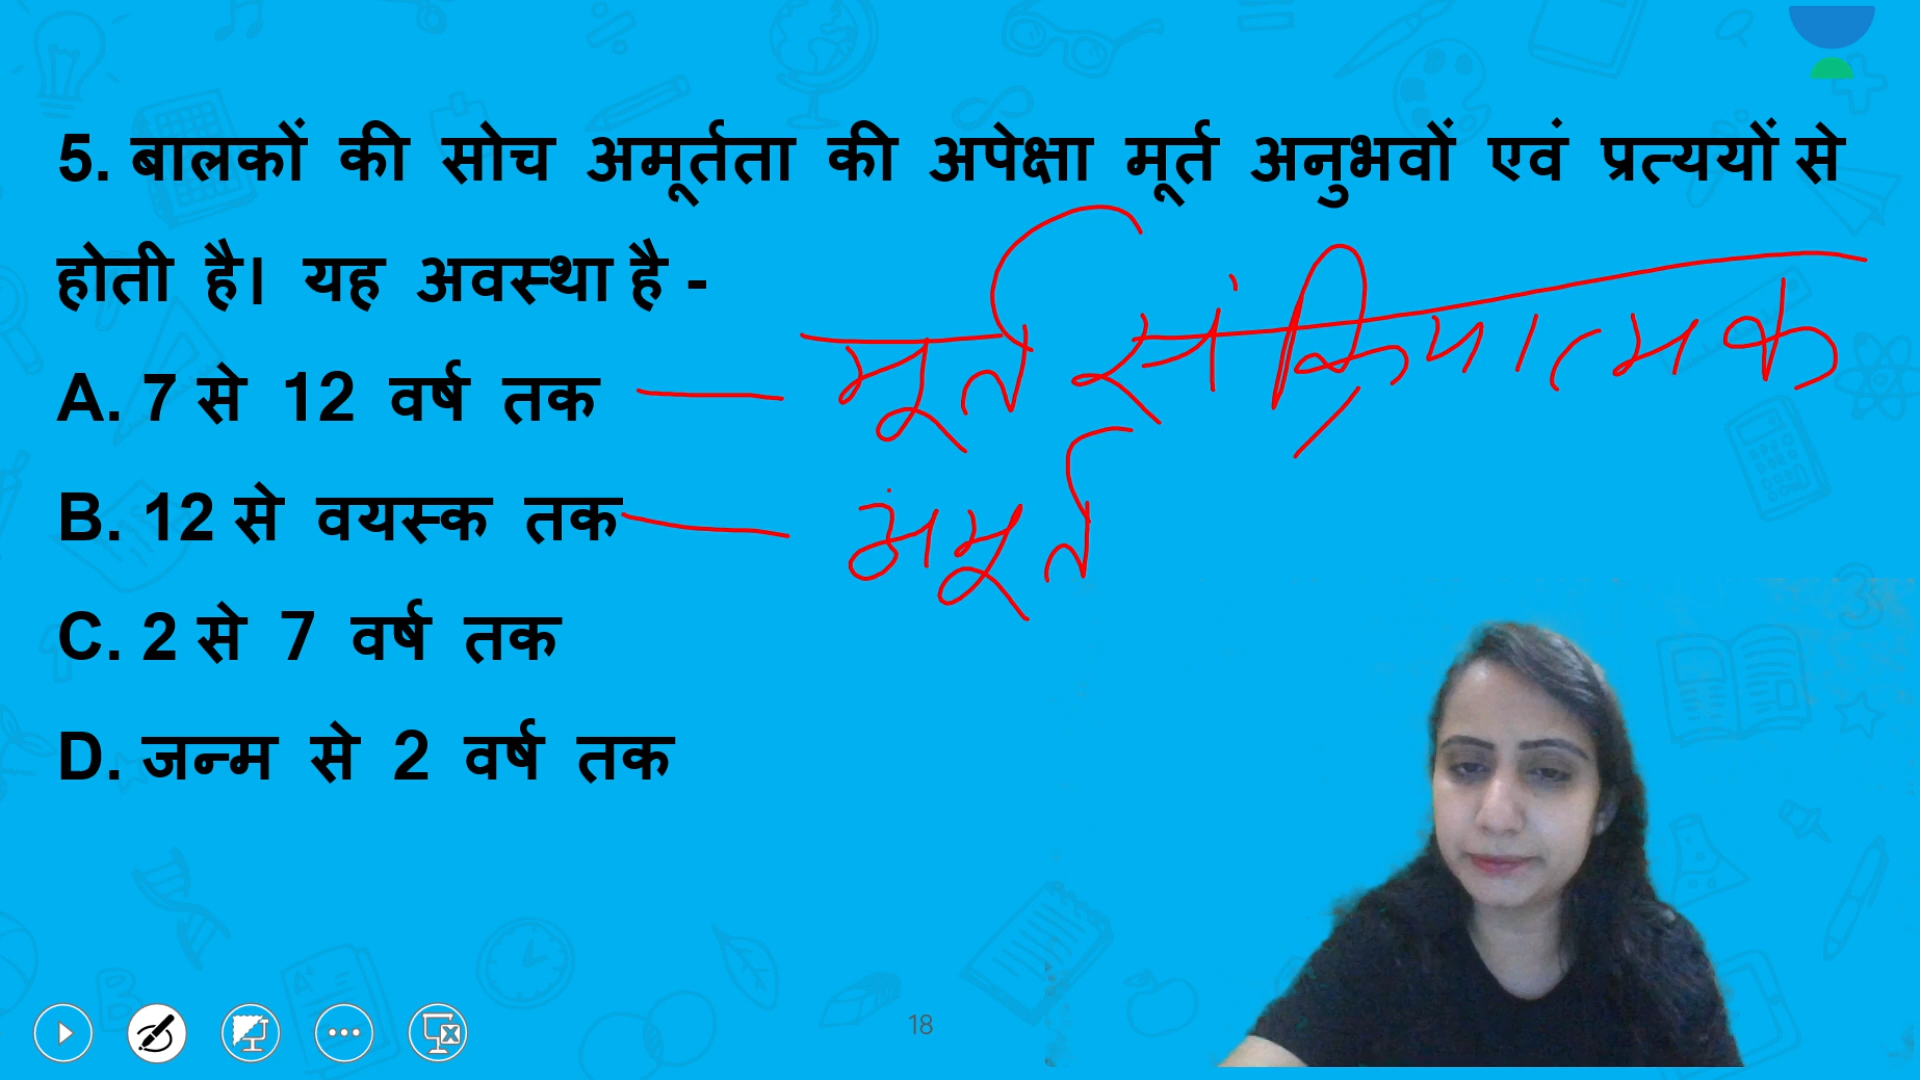 5. बालकों की सोच अमूर्तता की अपेक्षा मूर्त अनुभवों एवं प्रत्ययों से
होती है। यह अवस्था है -
A. 7 से 12 वर्ष तक — मूर्त संक्रियात्मक
B. 12 से वयस्क तक — अमूर्त
C. 2 से 7 वर्ष तक
D. जन्म से 2 वर्ष तक
18